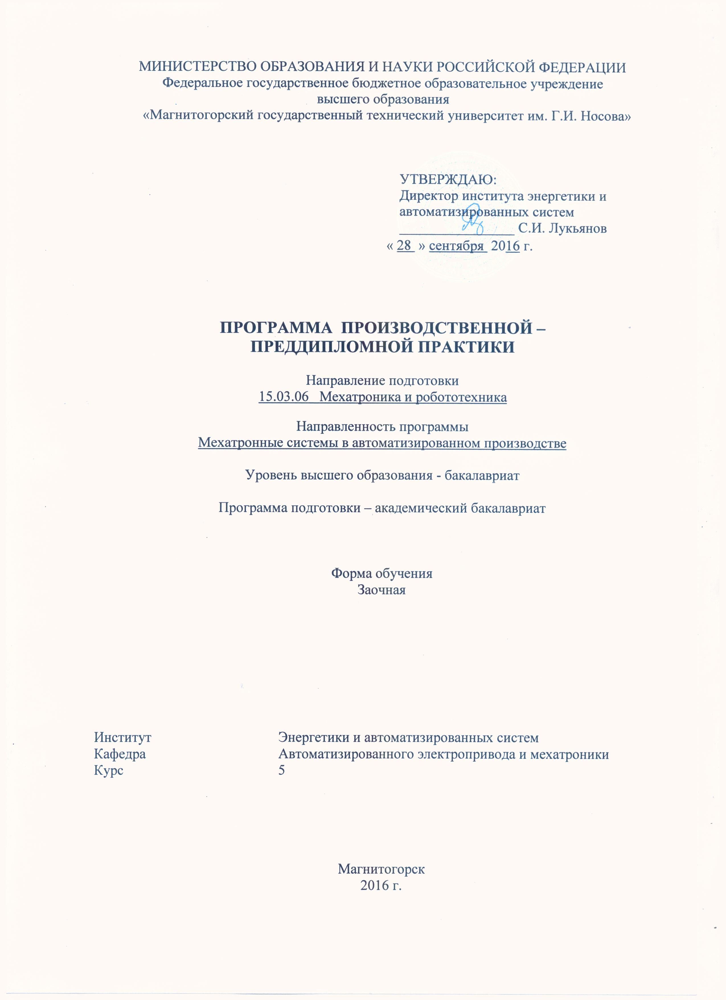 МИНИСТЕРСТВО ОБРАЗОВАНИЯ И НАУКИ РОССИЙСКОЙ ФЕДЕРАЦИИ
Федеральное государственное бюджетное образовательное учреждение
высшего образования
«Магнитогорский государственный технический университет им. Г.И. Носова»
УТВЕРЖДАЮ:
Директор института энергетики и
автоматизированных систем
С.И. Лукьянов
« 28 » сентября 2016 г.
ПРОГРАММА ПРОИЗВОДСТВЕННОЙ –
ПРЕДДИПЛОМНОЙ ПРАКТИКИ
Направление подготовки
15.03.06 Мехатроника и робототехника
Направленность программы
Мехатронные системы в автоматизированном производстве
Уровень высшего образования - бакалавриат
Программа подготовки – академический бакалавриат
Форма обучения
Заочная
Институт Энергетики и автоматизированных систем
Кафедра Автоматизированного электропривода и мехатроники
Курс 5
Магнитогорск
2016 г.